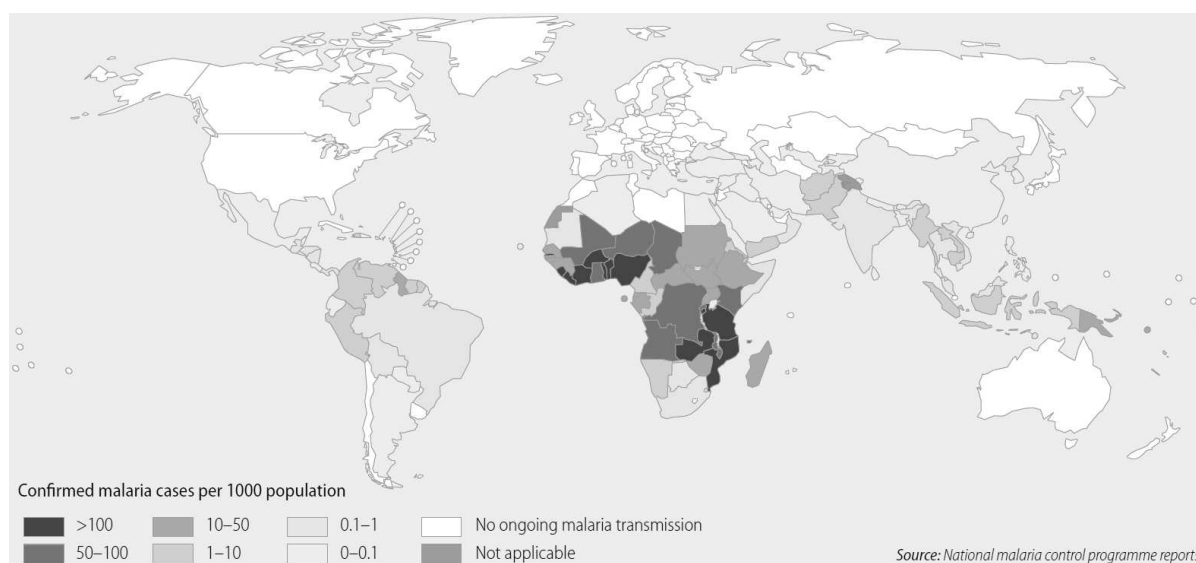 Confirmed malaria cases per 1000 population
>100 10–50 0.1–1 No ongoing malaria transmission
50–100 1–10 0–0.1 Not applicable
Source: National malaria control programme report